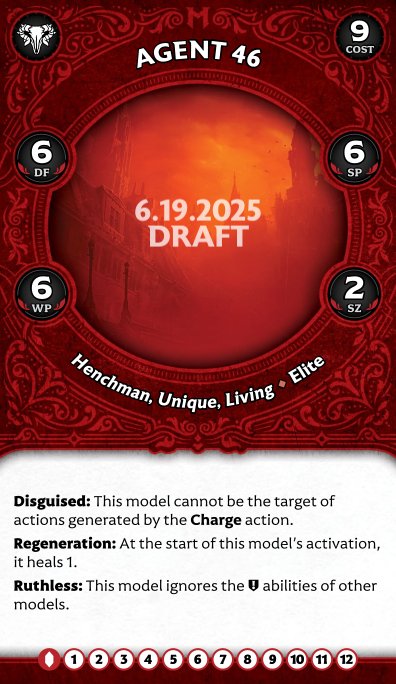 AGENT 46
9
COST
6
DF
6
SP
6.19.2025
DRAFT
6
WP
2
SZ
Henchman, Unique, Living • Elite
Disguised: This model cannot be the target of
actions generated by the Charge action.
Regeneration: At the start of this model's activation,
it heals 1.
Ruthless: This model ignores the abilities of other
models.
1 2 3 4 5 6 7 8 9 10 11 12